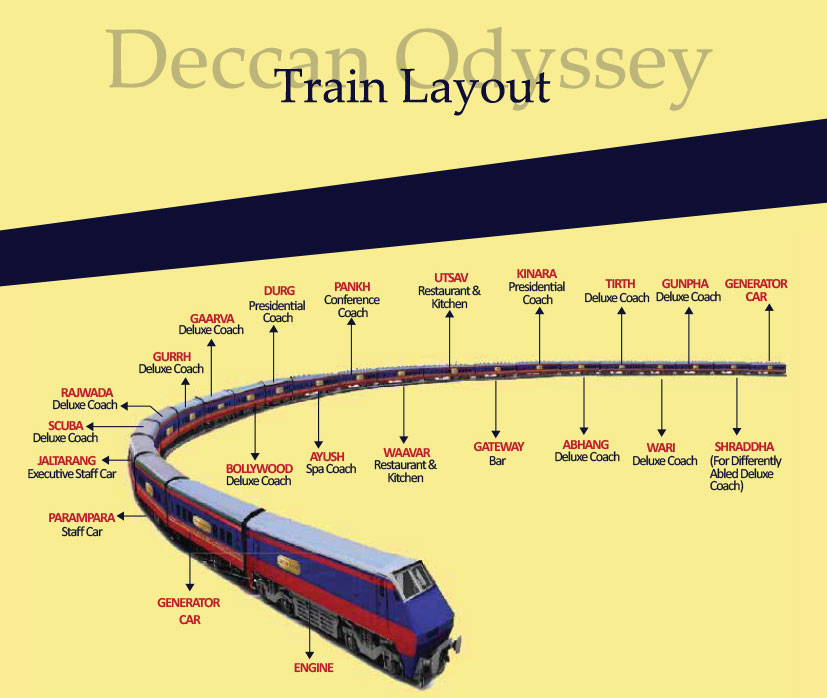 Deccan Odyssey
Train Layout
UTSAV
Restaurant &
Kitchen
KINARA
Presidential
Coach
TIRTH
Deluxe Coach
GUNPHA
Deluxe Coach
GENERATOR
CAR
PANKH
Conference
Coach
DURG
Presidential
Coach
GAARVA
Deluxe Coach
GURRH
Deluxe Coach
RAJWADA
Deluxe Coach
SCUBA
Deluxe Coach
JALTARANG
Executive Staff Car
PARAMPARA
Staff Car
BOLLYWOOD
Deluxe Coach
AYUSH
Spa Coach
WAAVAR
Restaurant &
Kitchen
GATEWAY
Bar
ABHANG
Deluxe Coach
WARI
Deluxe Coach
SHRADDHA
(For Differently
Abled Deluxe
Coach)
GENERATOR
CAR
ENGINE